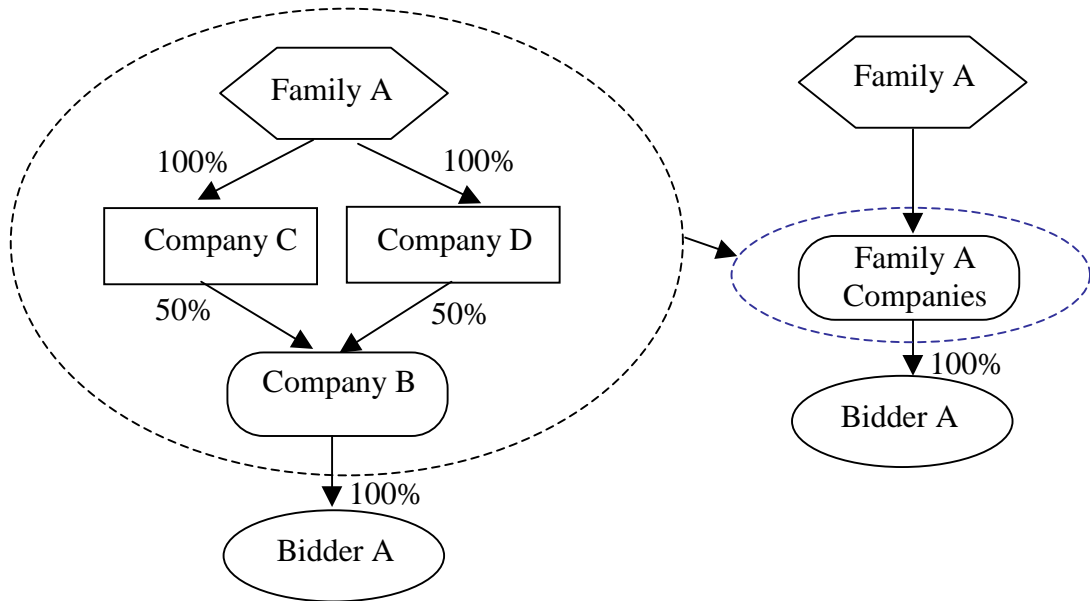 Family A
100%
100%
Company C
Company D
50%
50%
Company B
100%
Bidder A
Family A
Family A
Companies
100%
Bidder A